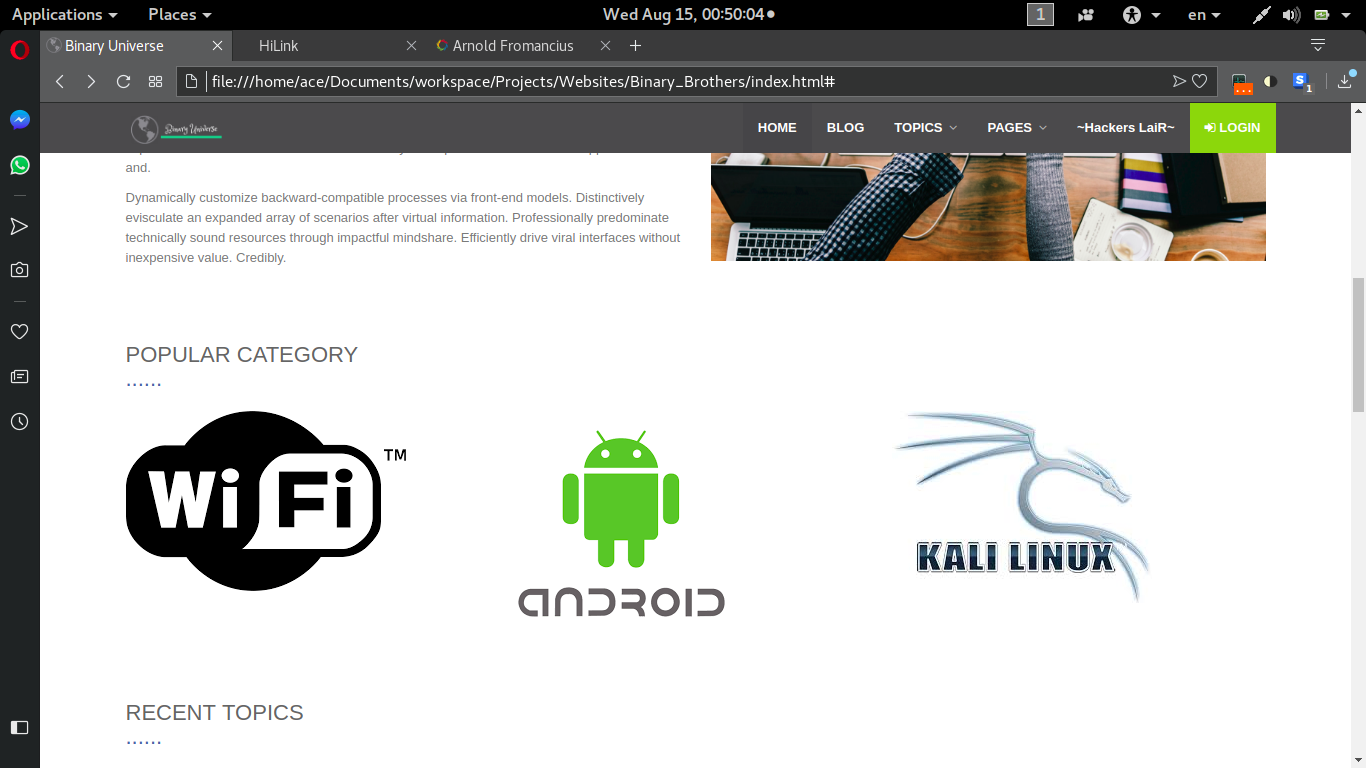 Applications Places Wed Aug 15, 00:50:04 1 en
Binary Universe HiLink Arnold Fromancius
file:///home/ace/Documents/workspace/Projects/Websites/Binary_Brothers/index.html#
... S 1
Binary Universe HOME BLOG TOPICS PAGES ~Hackers LaiR~ LOGIN
and.
Dynamically customize backward-compatible processes via front-end models. Distinctively
evisculate an expanded array of scenarios after virtual information. Professionally predominate
technically sound resources through impactful mindshare. Efficiently drive viral interfaces without
inexpensive value. Credibly.
POPULAR CATEGORY
......
Wi Fi TM
ANDROID
KALI LINUX
RECENT TOPICS
......